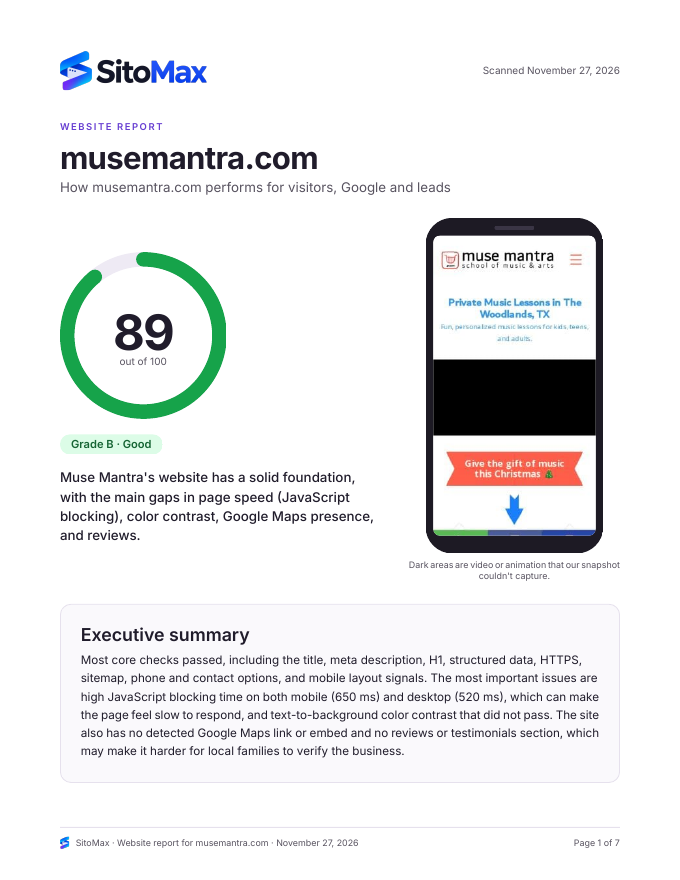 SitoMax
Scanned November 27, 2026
WEBSITE REPORT
musemantra.com
How musemantra.com performs for visitors, Google and leads
89
out of 100
Grade B · Good
Muse Mantra's website has a solid foundation,
with the main gaps in page speed (JavaScript
blocking), color contrast, Google Maps presence,
and reviews.
muse mantra
school of music & arts
Private Music Lessons in The
Woodlands, TX
Fun, personalized music lessons for kids, teens,
and adults.
Give the gift of music
this Christmas 🎄
Dark areas are video or animation that our snapshot
couldn't capture.
Executive summary
Most core checks passed, including the title, meta description, H1, structured data, HTTPS,
sitemap, phone and contact options, and mobile layout signals. The most important issues are
high JavaScript blocking time on both mobile (650 ms) and desktop (520 ms), which can make
the page feel slow to respond, and text-to-background color contrast that did not pass. The site
also has no detected Google Maps link or embed and no reviews or testimonials section, which
may make it harder for local families to verify the business.
SitoMax · Website report for musemantra.com · November 27, 2026
Page 1 of 7